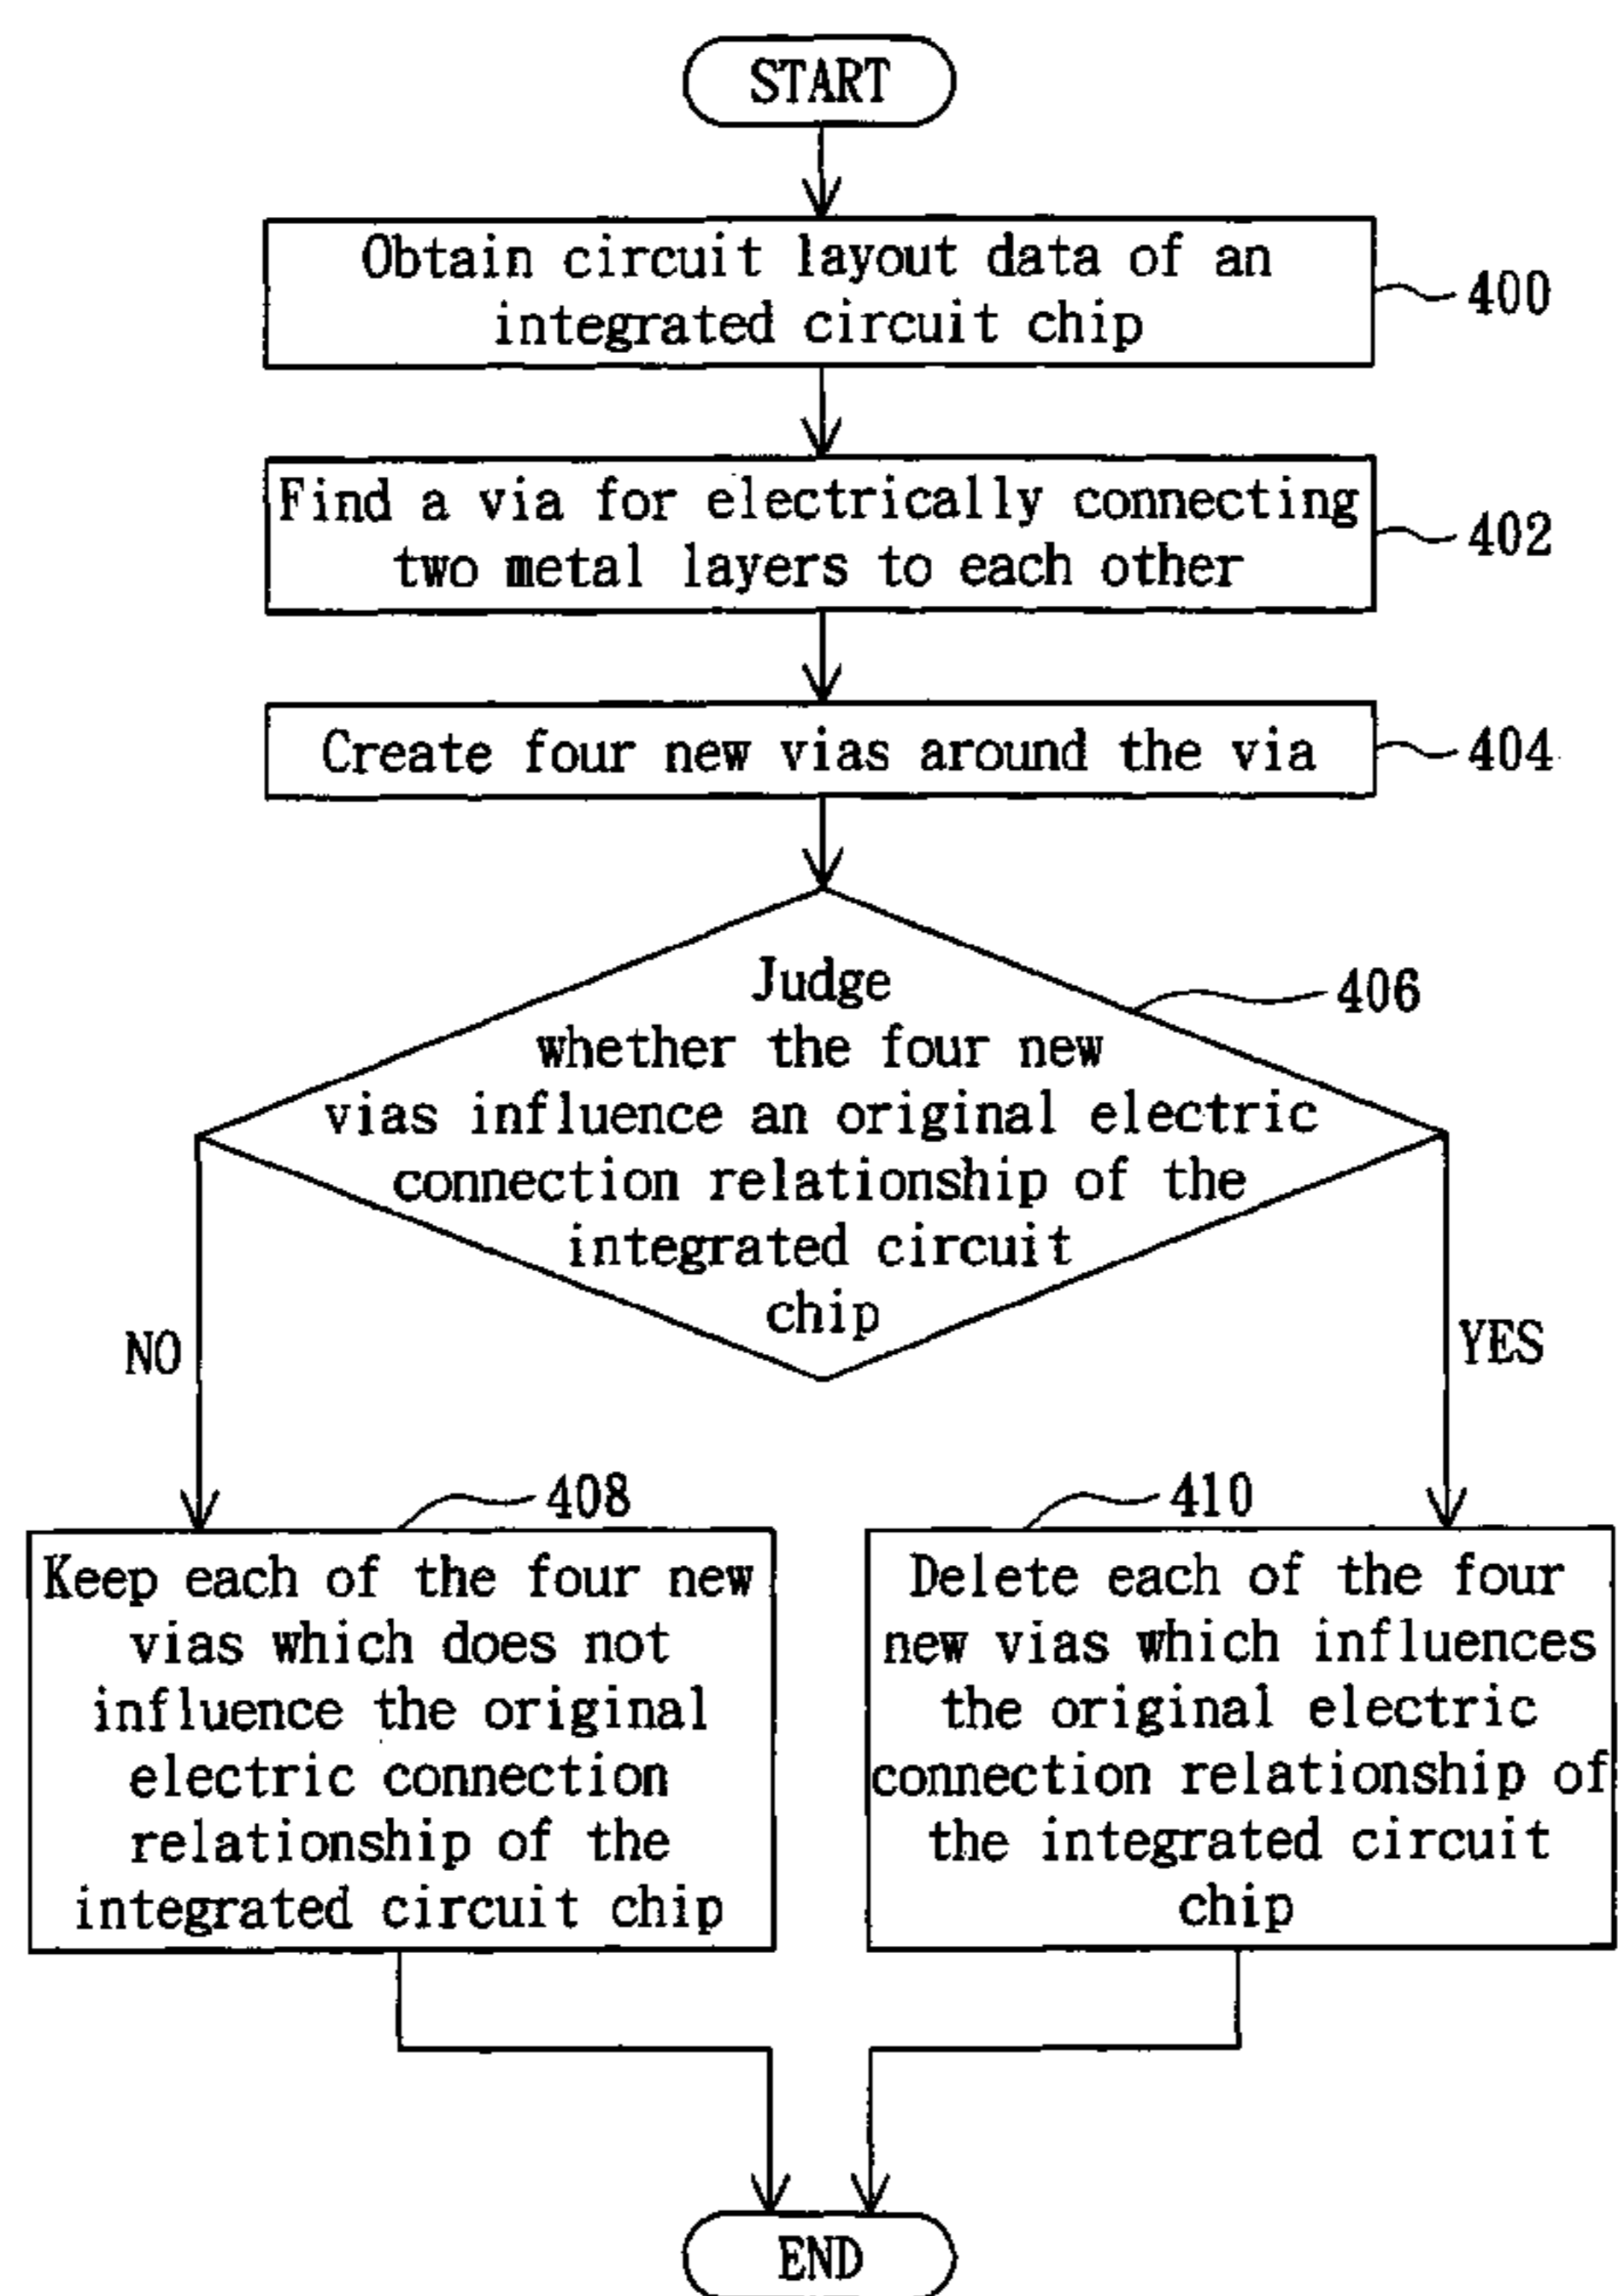 START
Obtain circuit layout data of an
integrated circuit chip
400
Find a via for electrically connecting
two metal layers to each other
402
Create four new vias around the via
404
Judge
whether the four new
vias influence an original electric
connection relationship of the
integrated circuit
chip
406
NO
YES
408
Keep each of the four new
vias which does not
influence the original
electric connection
relationship of the
integrated circuit chip
410
Delete each of the four
new vias which influences
the original electric
connection relationship of
the integrated circuit
chip
END